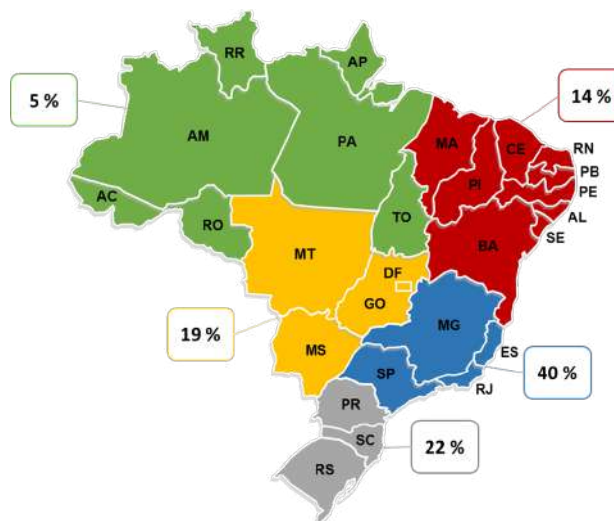 RR
AP
5 %
14 %
AM
PA
MA
CE
RN
PB
PI
PE
AC
AL
TO
RO
SE
BA
MT
DF
GO
19 %
MG
MS
ES
SP
40 %
RJ
PR
SC
22 %
RS